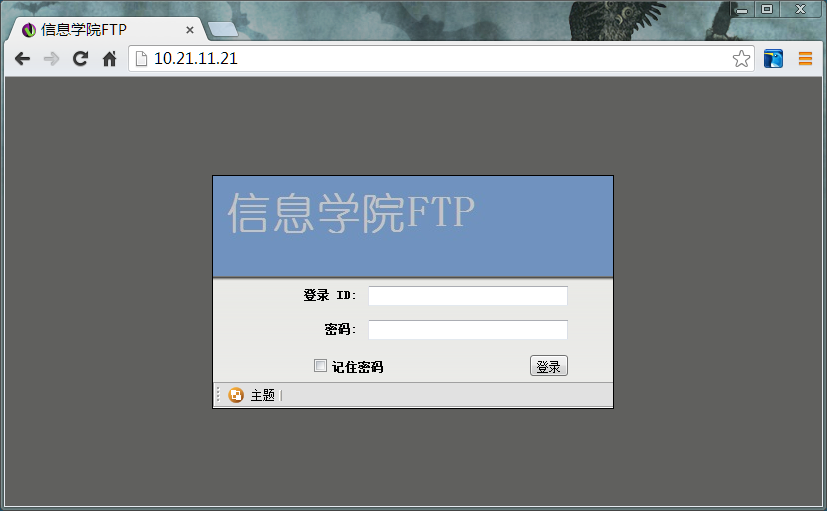 信息学院FTP
10.21.11.21
信息学院FTP
登录 ID:
密码:
记住密码
登录
主题